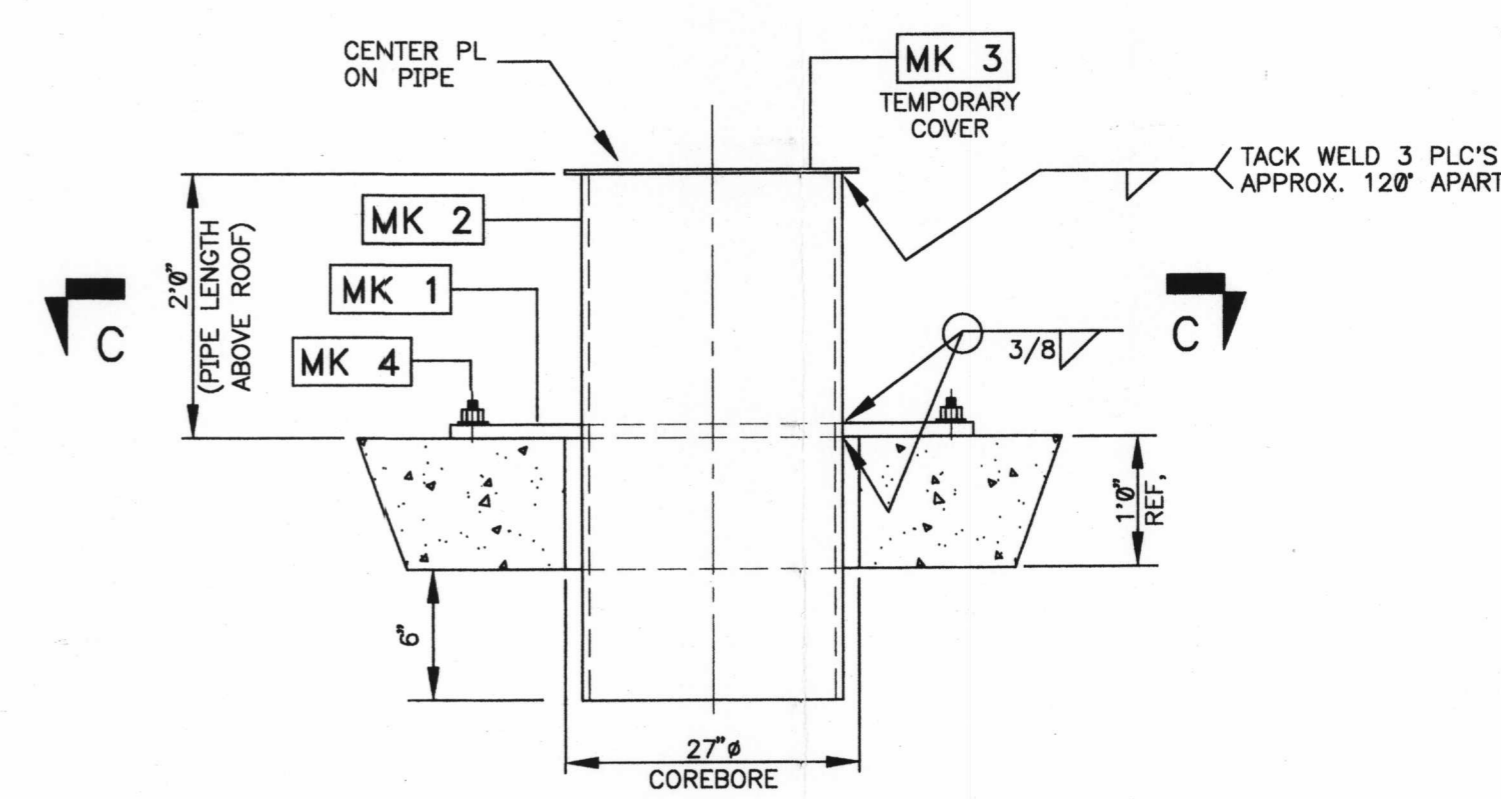 CENTER PL
ON PIPE
MK 3
TEMPORARY
COVER
TACK WELD 3 PLC'S
APPROX. 120° APART
MK 2
2'0"
(PIPE LENGTH
ABOVE ROOF)
MK 1
C
C
3/8
MK 4
1'0"
REF,
6"
27"ø
COREBORE